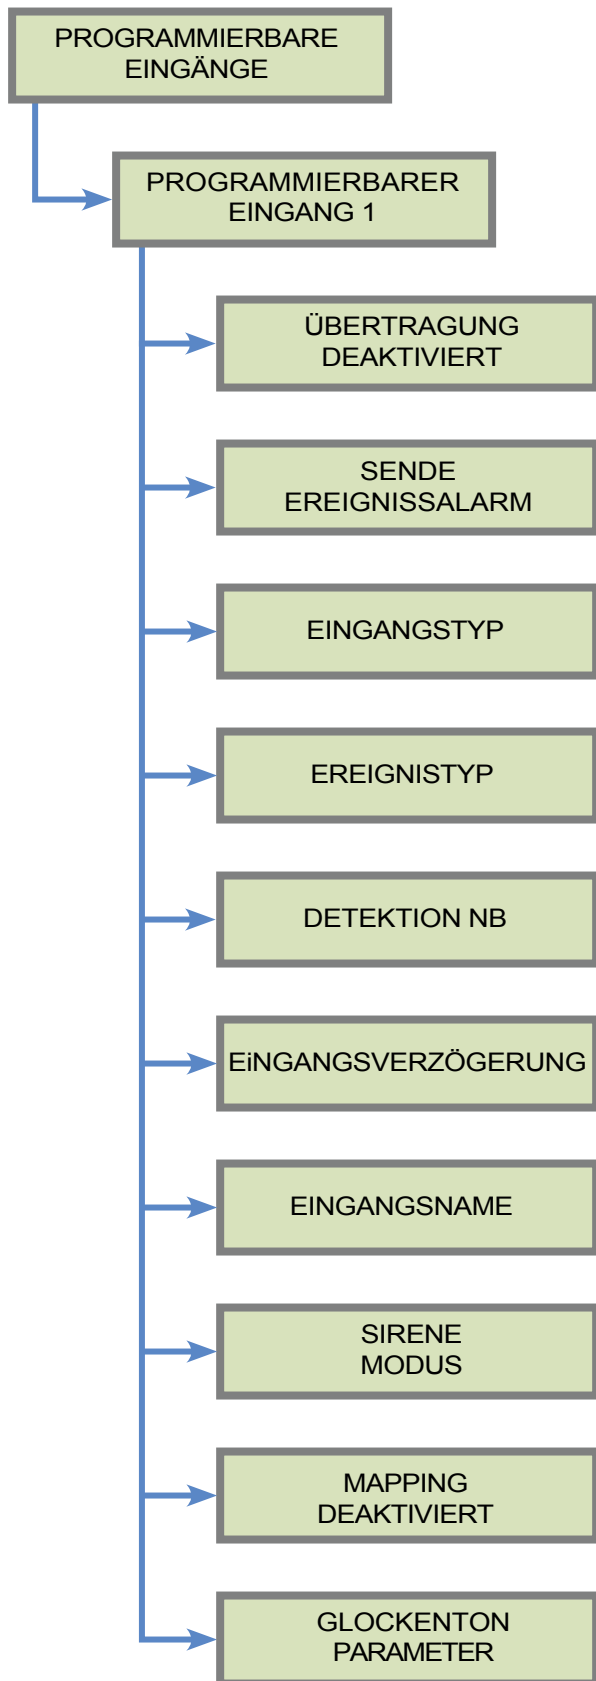 PROGRAMMIERBARE
EINGÄNGE
PROGRAMMIERBARER
EINGANG 1
ÜBERTRAGUNG
DEAKTIVIERT
SENDE
EREIGNISSALARM
EINGANGSTYP
EREIGNISTYP
DETEKTION NB
EiNGANGSVERZÖGERUNG
EINGANGSNAME
SIRENE
MODUS
MAPPING
DEAKTIVIERT
GLOCKENTON
PARAMETER